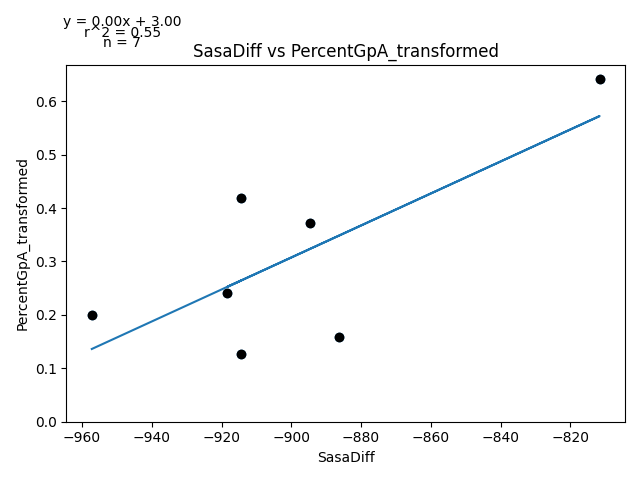 y = 0.00x + 3.00
r^2 = 0.55
n = 7
SasaDiff vs PercentGpA_transformed
PercentGpA_transformed
0.6
0.5
0.4
0.3
0.2
0.1
0.0
−960 −940 −920 −900 −880 −860 −840 −820
SasaDiff